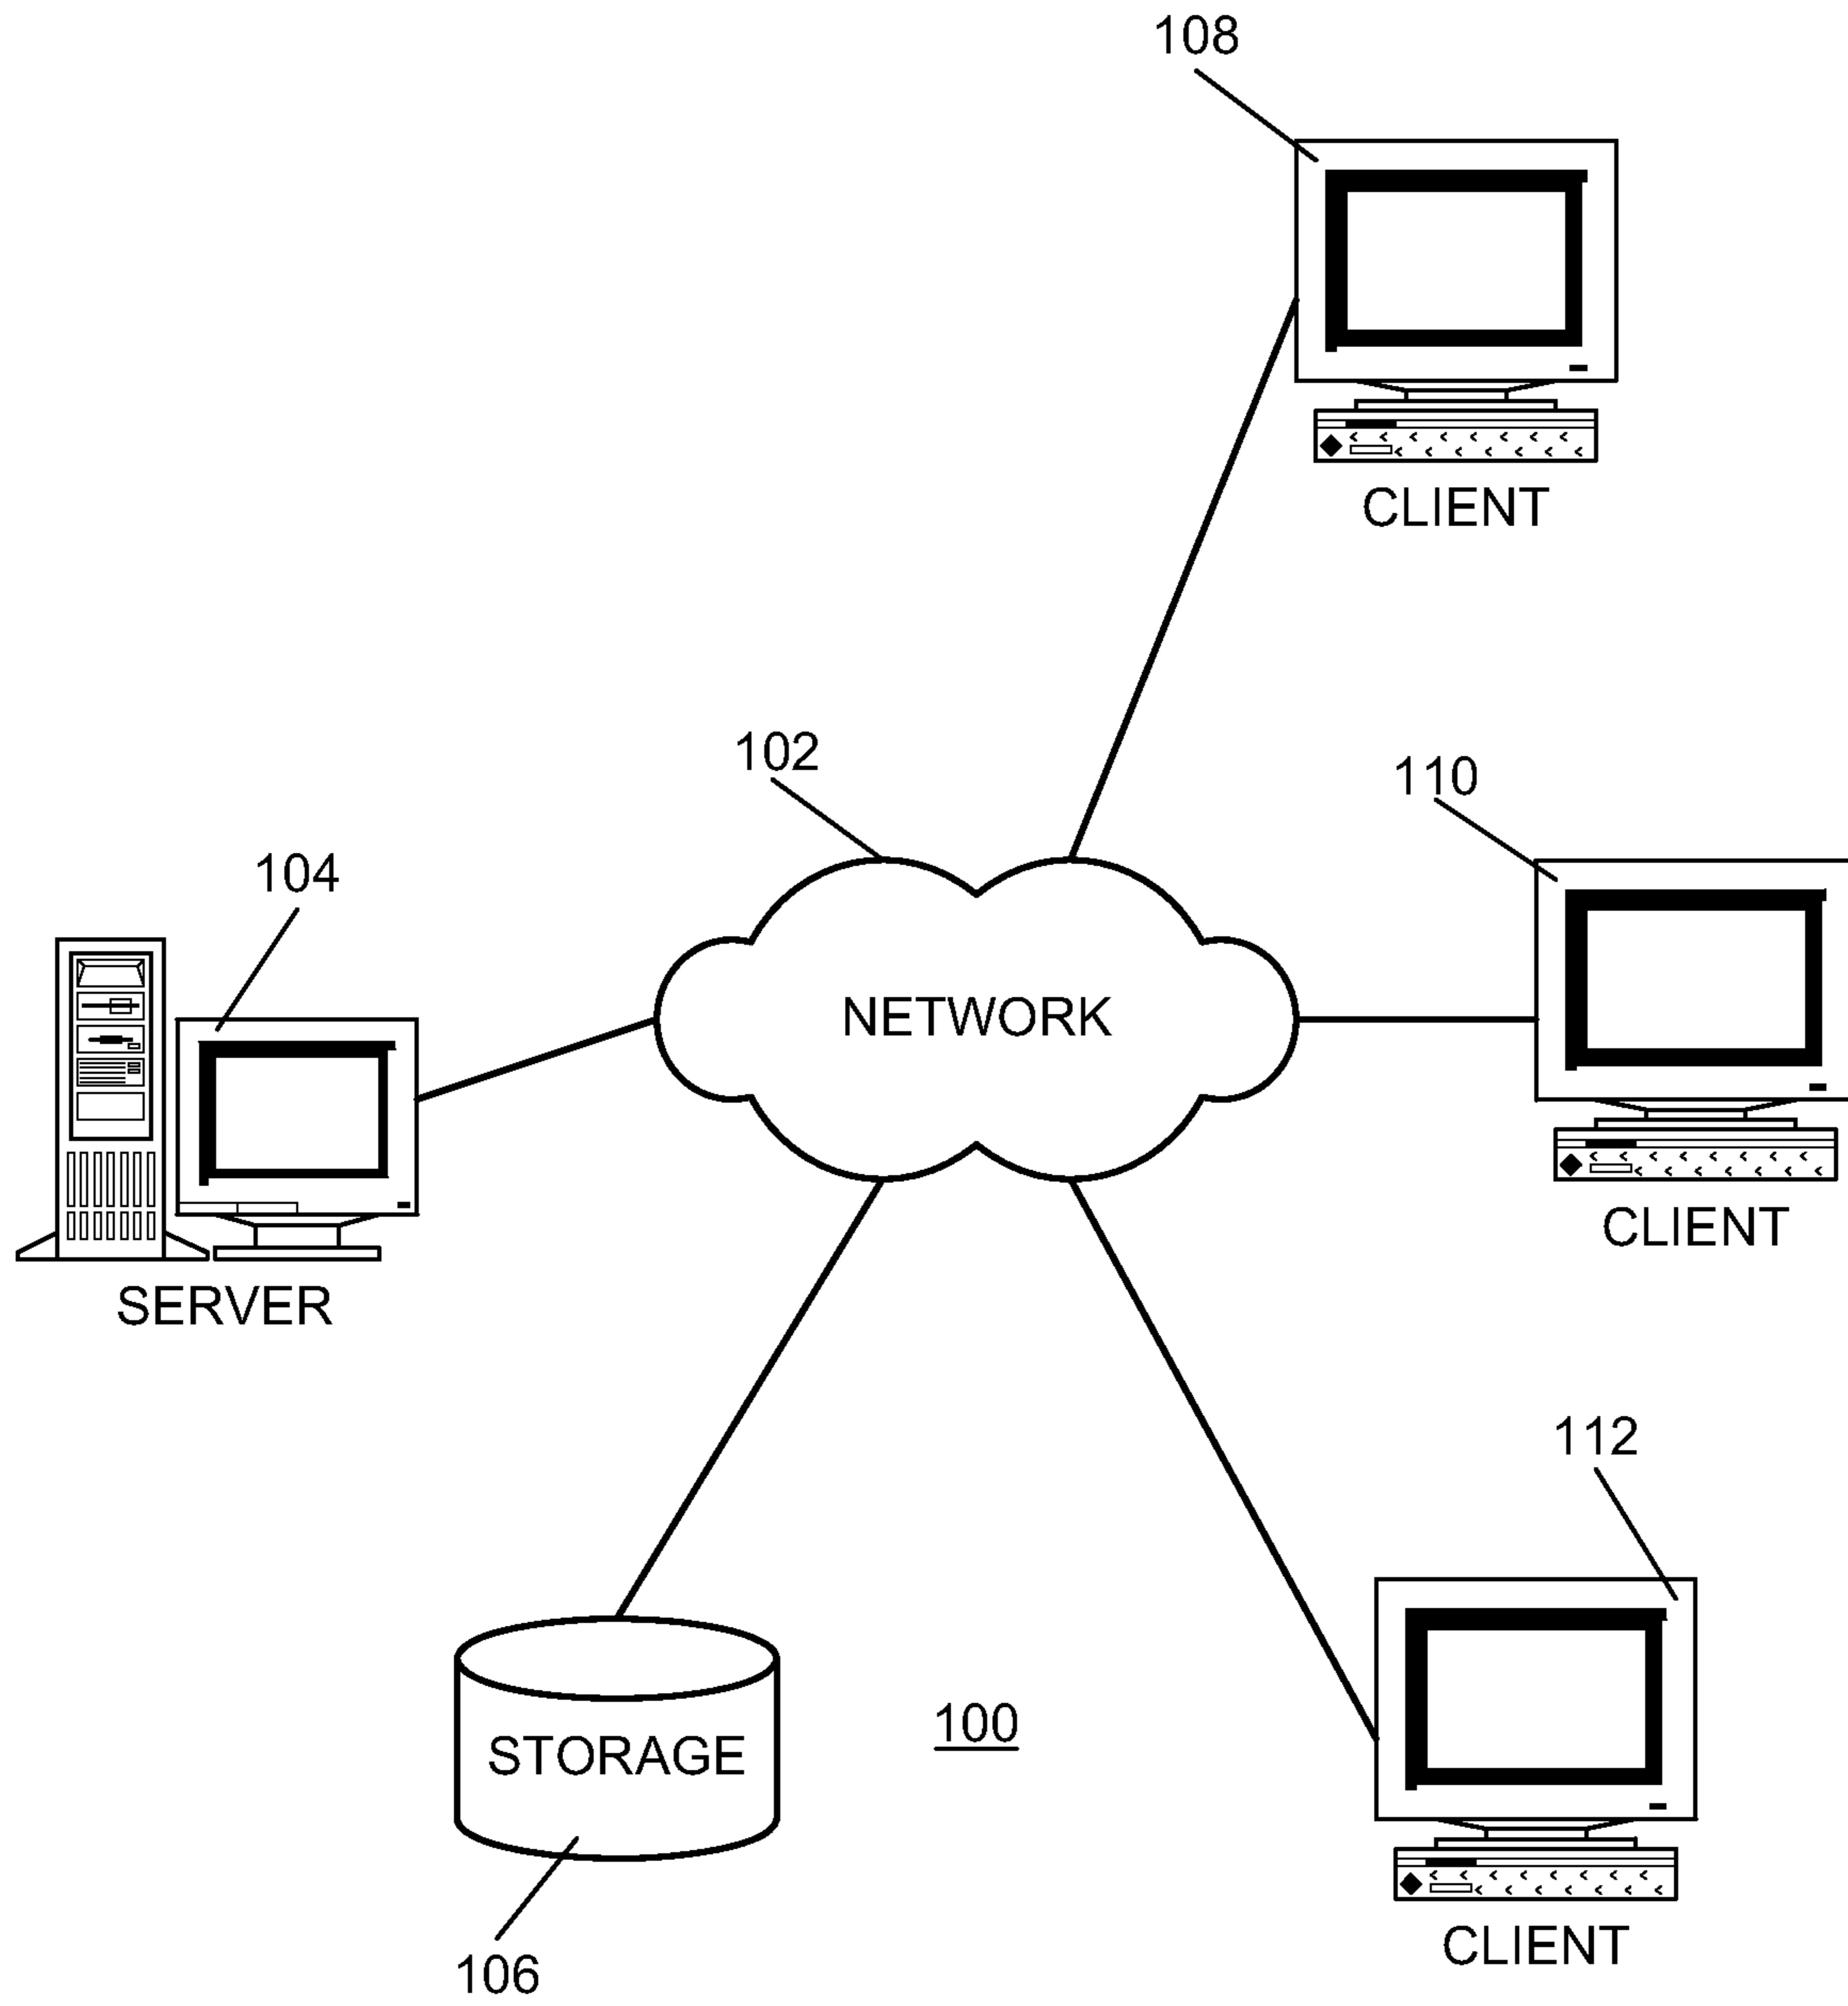 108
CLIENT
102
110
104
NETWORK
CLIENT
SERVER
112
STORAGE
100
106
CLIENT